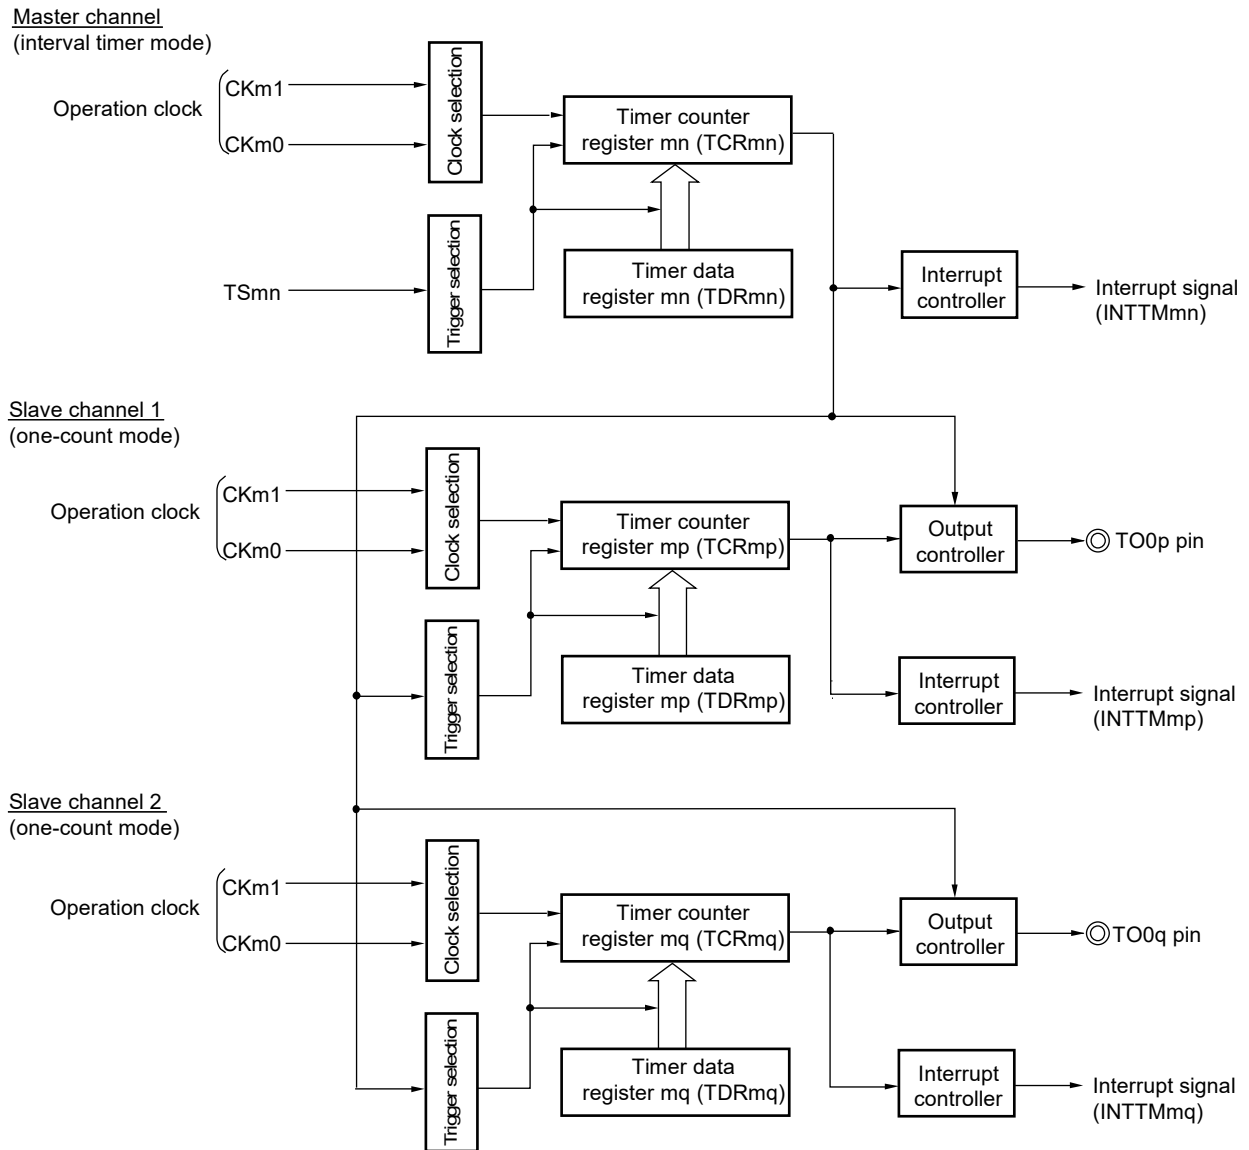 Master channel
(interval timer mode)
Operation clock
CKm1
CKm0
Clock selection
Timer counter
register mn (TCRmn)
TSmn
Trigger selection
Timer data
register mn (TDRmn)
Interrupt
controller
Interrupt signal
(INTTMmn)
Slave channel 1
(one-count mode)
Operation clock
CKm1
CKm0
Clock selection
Timer counter
register mp (TCRmp)
Output
controller
TO0p pin
Trigger selection
Timer data
register mp (TDRmp)
Interrupt
controller
Interrupt signal
(INTTMmp)
Slave channel 2
(one-count mode)
Operation clock
CKm1
CKm0
Clock selection
Timer counter
register mq (TCRmq)
Output
controller
TO0q pin
Trigger selection
Timer data
register mq (TDRmq)
Interrupt
controller
Interrupt signal
(INTTMmq)